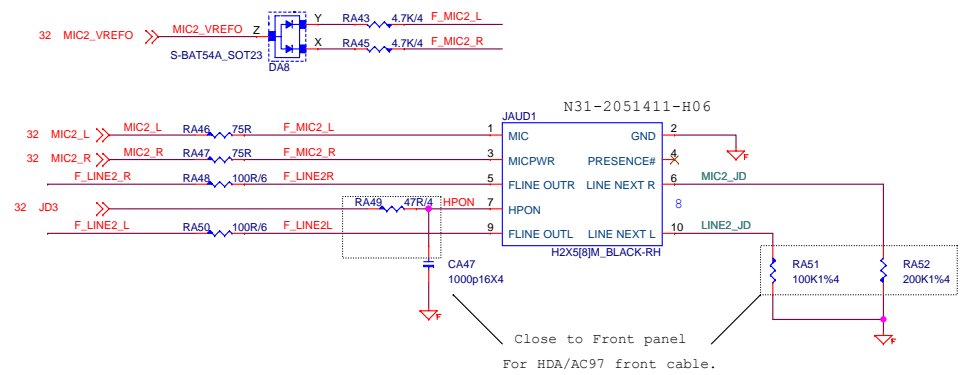 Y RA43 4.7K/4 F_MIC2_L
32 MIC2_VREFO MIC2_VREFO Z
X RA45 4.7K/4 F_MIC2_R
S-BAT54A_SOT23
DA8
N31-2051411-H06
JAUD1
32 MIC2_L MIC2_L RA46 75R F_MIC2_L 1 MIC GND 2
F
32 MIC2_R MIC2_R RA47 75R F_MIC2_R 3 MICPWR PRESENCE# 4
F_LINE2_R RA48 100R/6 F_LINE2R 5 FLINE OUTR LINE NEXT R 6 MIC2_JD
32 JD3 RA49 47R/4 HPON 7 HPON 8
F_LINE2_L RA50 100R/6 F_LINE2L 9 FLINE OUTL LINE NEXT L 10 LINE2_JD
H2X5[8]M_BLACK-RH
CA47
1000p16X4
F
RA51
100K1%4
RA52
200K1%4
F
Close to Front panel
For HDA/AC97 front cable.